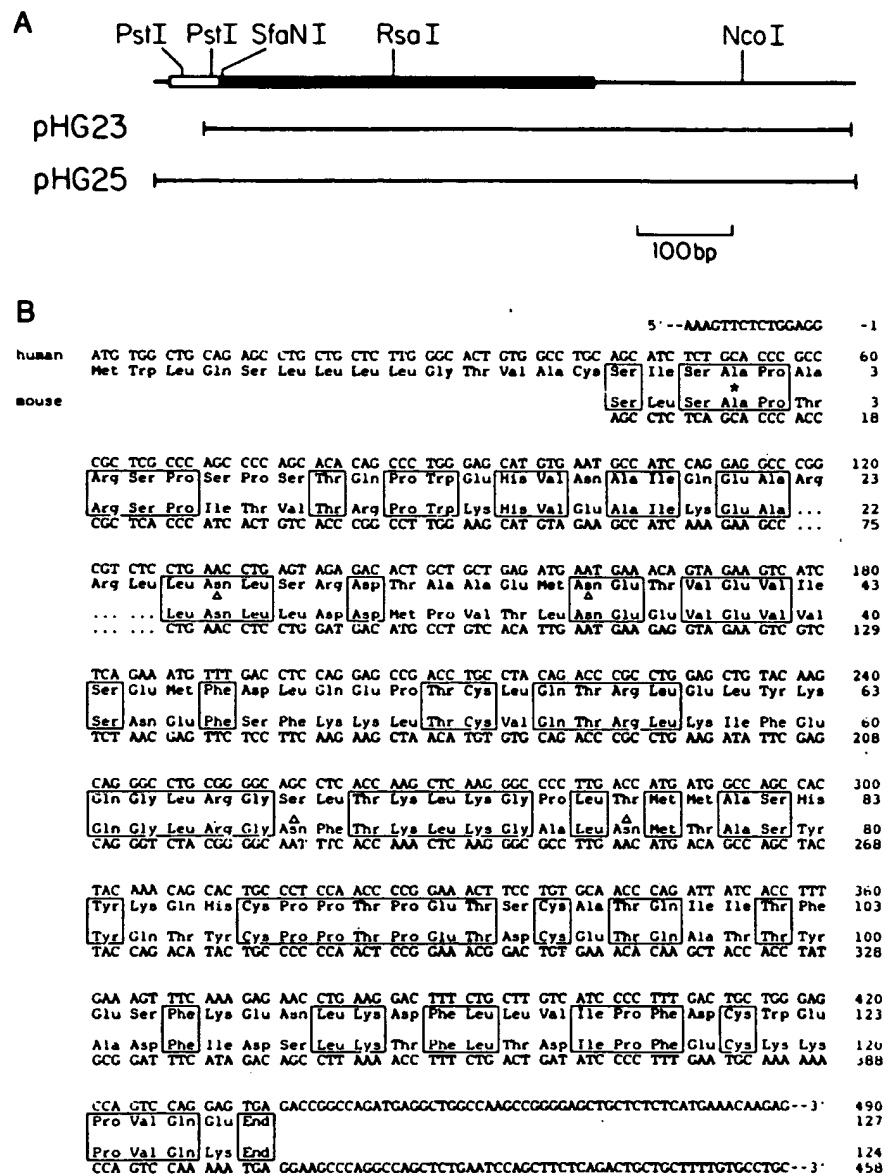 A
PstI PstI SfaNI RsaI NcoI
pHG23
pHG25
100bp
B
5'--AAAGTTCTCTGGAGG -1
human ATG TGG CTG CAG AGC CTG CTG CTC TTG GGC ACT GTG GCC TGC AGC ATC TCT GCA CCC GCC 60
Met Trp Leu Gln Ser Leu Leu Leu Leu Gly Thr Val Ala Cys Ser Ile Ser Ala Pro Ala 3
*
mouse Ser Leu Ser Ala Pro Thr 3
AGC CTC TCA GCA CCC ACC 18
CGC TCG CCC AGC CCC AGC ACA CAG CCC TGG GAG CAT GTG AAT GCC ATC CAG GAG GCC CGG 120
Arg Ser Pro Ser Pro Ser Thr Gln Pro Trp Glu His Val Asn Ala Ile Gln Glu Ala Arg 23
Arg Ser Pro Ile Thr Val Thr Arg Pro Trp Lys His Val Glu Ala Ile Lys Glu Ala ... 22
CGC TCA CCC ATC ACT GTC ACC CGG CCT TGG AAG CAT GTA GAA GCC ATC AAA GAA GCC ... 75
CGT CTC CTG AAC CTG AGT AGA GAC ACT GCT GCT GAG ATG AAT GAA ACA GTA GAA GTC ATC 180
Arg Leu Leu Asn Leu Ser Arg Asp Thr Ala Ala Glu Met Asn Glu Thr Val Glu Val Ile 43
Δ Δ
... ... Leu Asn Leu Leu Asp Asp Met Pro Val Thr Leu Asn Glu Glu Val Glu Val Val 40
... ... CTG AAC CTC CTG GAT GAC ATG CCT GTC ACA TTG AAT GAA GAG GTA GAA GTC GTC 129
TCA GAA ATG TTT GAC CTC CAG GAG CCG ACC TGC CTA CAG ACC CGC CTG GAG CTG TAC AAG 240
Ser Glu Met Phe Asp Leu Gln Glu Pro Thr Cys Leu Gln Thr Arg Leu Glu Leu Tyr Lys 63
Ser Asn Glu Phe Ser Phe Lys Lys Leu Thr Cys Val Gln Thr Arg Leu Lys Ile Phe Glu 60
TCT AAC GAG TTC TCC TTC AAG AAG CTA ACA TGT GTG CAG ACC CGC CTG AAG ATA TTC GAG 208
CAG GGC CTG CGG GGC AGC CTC ACC AAG CTC AAG GGC CCC TTG ACC ATG ATG GCC AGC CAC 300
Gln Gly Leu Arg Gly Ser Leu Thr Lys Leu Lys Gly Pro Leu Thr Met Met Ala Ser His 83
Δ Δ
Gln Gly Leu Arg Gly Asn Phe Thr Lys Leu Lys Gly Ala Leu Asn Met Thr Ala Ser Tyr 80
CAG GGT CTA CGG GGC AAT TTC ACC AAA CTC AAG GGC GCC TTG AAC ATG ACA GCC AGC TAC 268
TAC AAA CAG CAC TGC CCT CCA ACC CCG GAA ACT TCC TGT GCA ACC CAG ATT ATC ACC TTT 360
Tyr Lys Gln His Cys Pro Pro Thr Pro Glu Thr Ser Cys Ala Thr Gln Ile Ile Thr Phe 103
Tyr Gln Thr Tyr Cys Pro Pro Thr Pro Glu Thr Asp Cys Glu Thr Gln Ala Thr Thr Tyr 100
TAC CAG ACA TAC TGC CCC CCA ACT CCG GAA ACG GAC TGT GAA ACA CAA GCT ACC ACC TAT 328
GAA AGT TTC AAA GAG AAC CTG AAG GAC TTT CTG CTT GTC ATC CCC TTT GAC TGC TGG GAG 420
Glu Ser Phe Lys Glu Asn Leu Lys Asp Phe Leu Leu Val Ile Pro Phe Asp Cys Trp Glu 123
Ala Asp Phe Ile Asp Ser Leu Lys Thr Phe Leu Thr Asp Ile Pro Phe Glu Cys Lys Lys 120
GCG GAT TTC ATA GAC AGC CTT AAA ACC TTT CTG ACT GAT ATC CCC TTT GAA TGC AAA AAA 388
CCA GTC CAG GAG TGA GACCGGCCAGATGAGGCTGGCCAAGCCGGGGAGCTGCTCTCTCATGAAACAAGAG--3' 490
Pro Val Gln Glu End 127
Pro Val Gln Lys End 124
CCA GTC CAA AAA TGA GGAAGCCCAGGCCAGCTCTGAATCCAGCTTCTCAGACTGCTGCTTTTGTGCCTGC--3' 458